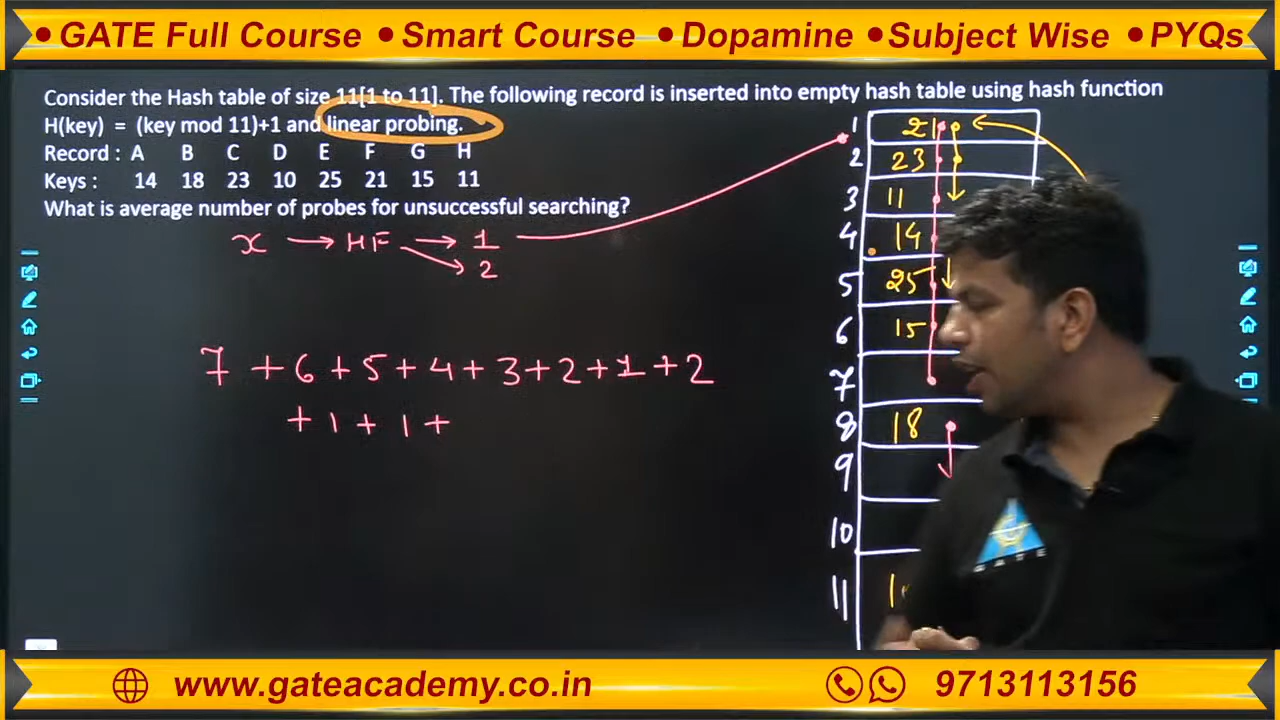 • GATE Full Course • Smart Course • Dopamine • Subject Wise • PYQs
Consider the Hash table of size 11[1 to 11]. The following record is inserted into empty hash table using hash function
H(key) = (key mod 11)+1 and linear probing.
Record : A B C D E F G H
Keys : 14 18 23 10 25 21 15 11
What is average number of probes for unsuccessful searching?
x → HF → 1
→ 2
7 + 6 + 5 + 4 + 3 + 2 + 1 + 2
+ 1 + 1 +
1 21
2 23
3 11
4 14
5 25
6 15
7
8 18
9
10
11
GATE
www.gateacademy.co.in 9713113156